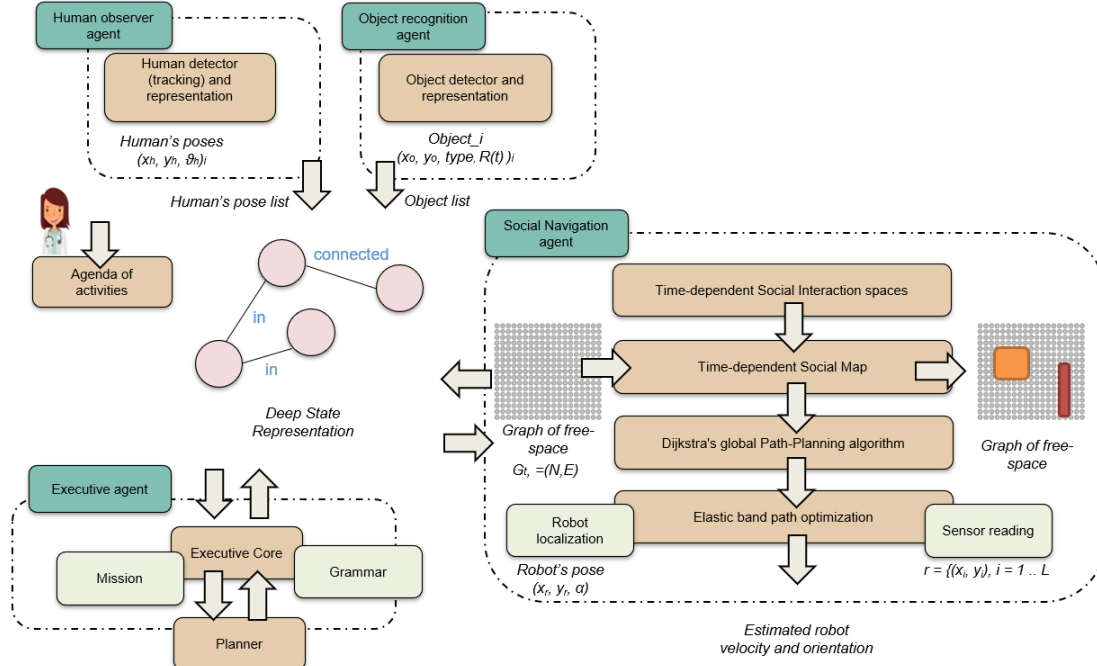 Human observer
agent
Human detector
(tracking) and
representation
Human's poses
(xh, yh, ϑh)i
Human's pose list
Object recognition
agent
Object detector and
representation
Object_i
(xo, yo, type, R(t) )i
Object list
Agenda of
activities
connected
in
in
Deep State
Representation
Social Navigation
agent
Time-dependent Social Interaction spaces
Time-dependent Social Map
Dijkstra's global Path-Planning algorithm
Elastic band path optimization
Graph of free-
space
Gt, =(N,E)
Graph of free-
space
Robot
localization
Robot's pose
(xr, yr, α)
Sensor reading
r = {(xi, yi), i = 1 .. L
Estimated robot
velocity and orientation
Executive agent
Executive Core
Mission
Grammar
Planner